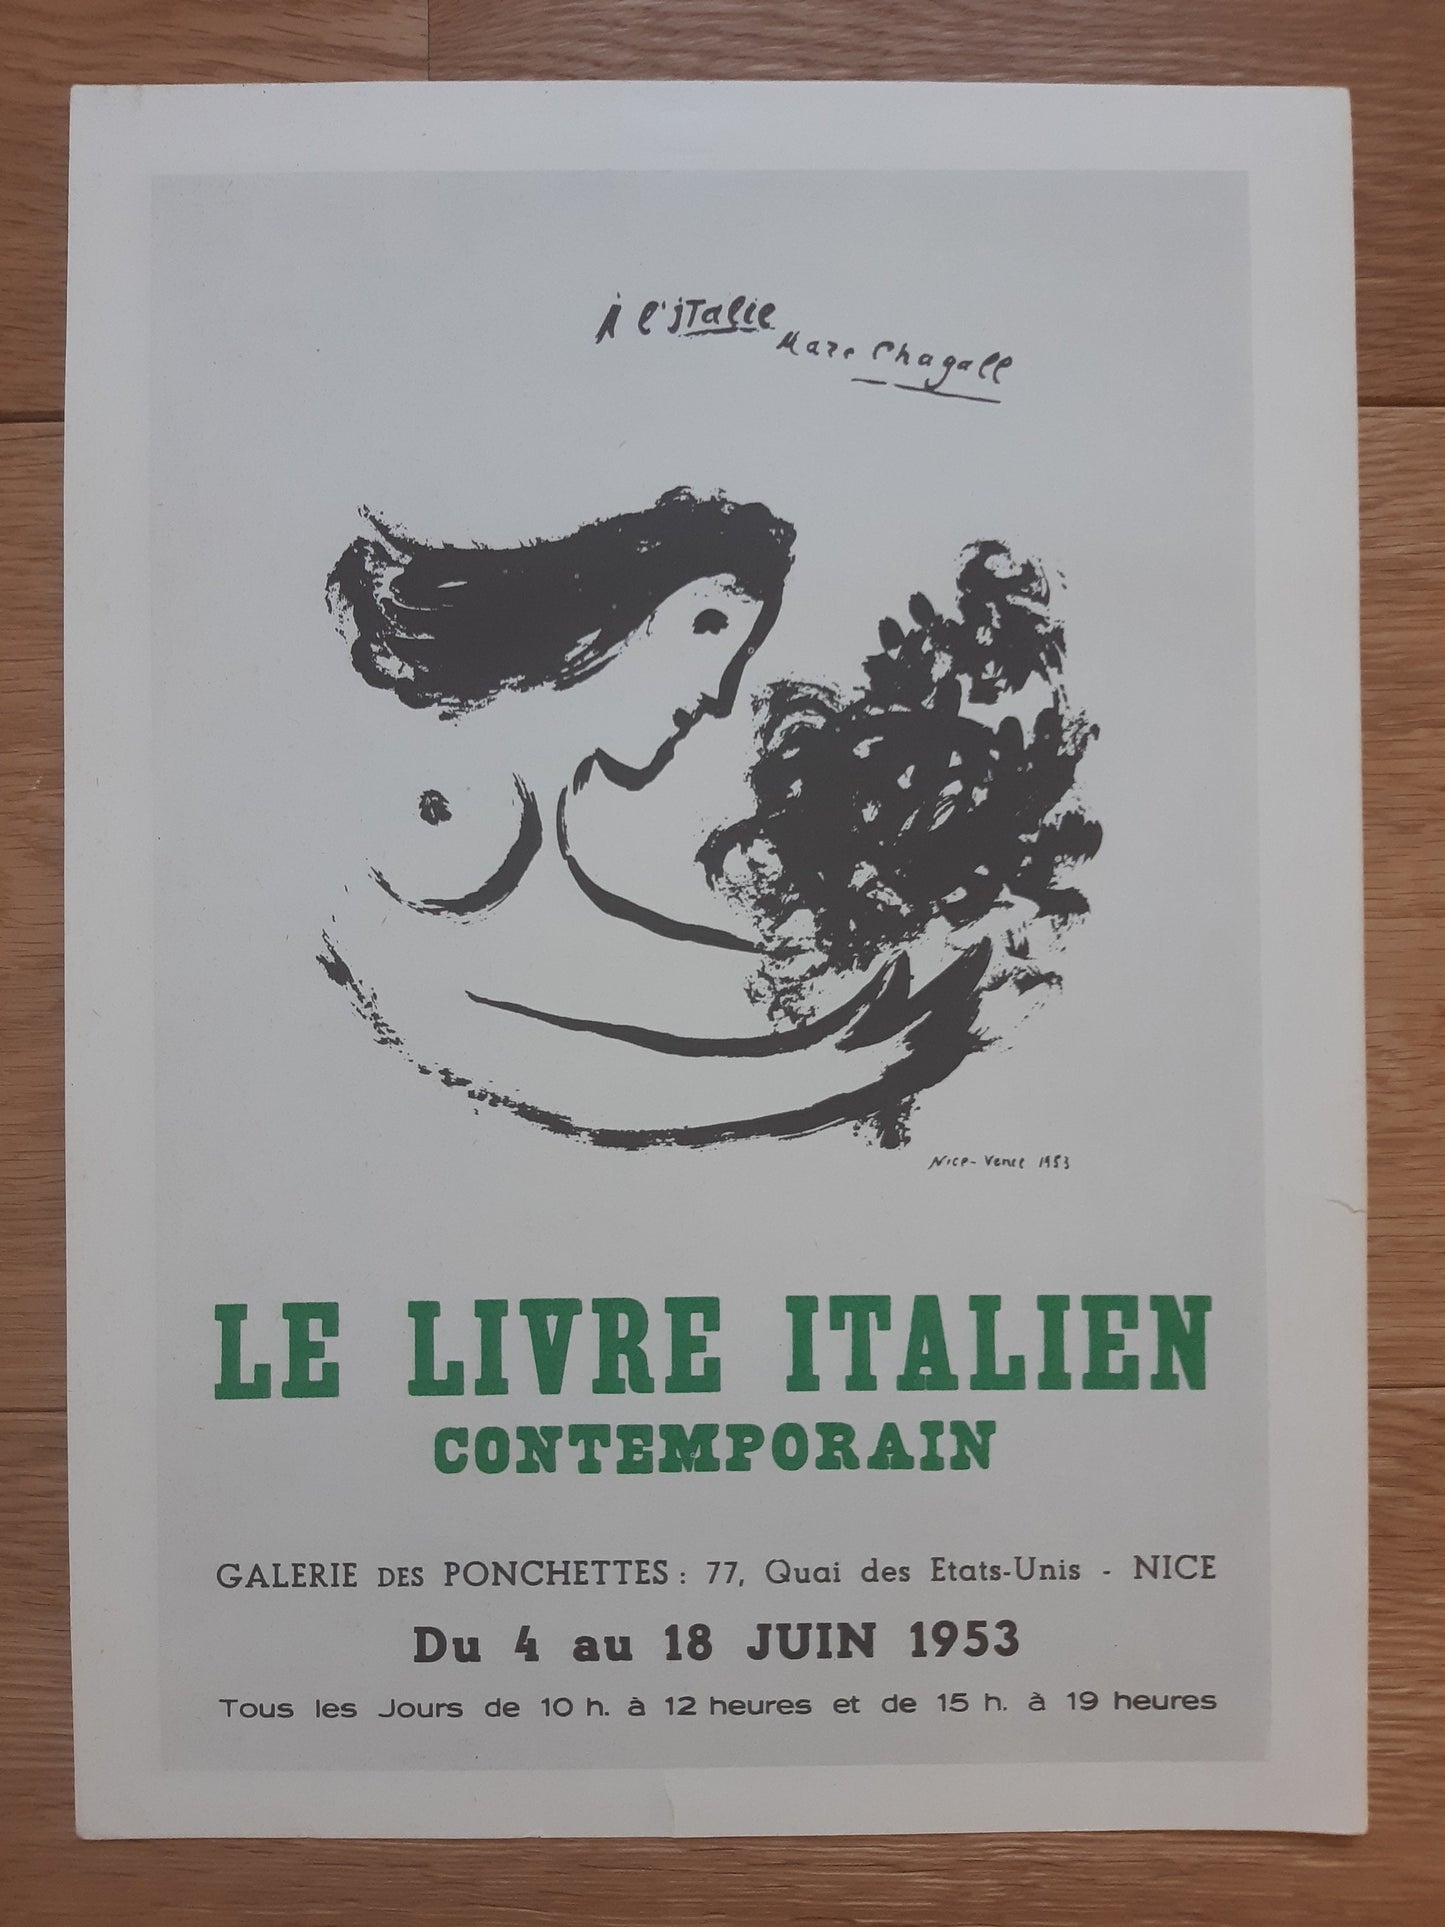 A l'jTalie
Marc Chagall
Nice-Vence 1953
LE LIVRE ITALIEN
CONTEMPORAIN
GALERIE DES PONCHETTES : 77, Quai des Etats-Unis - NICE
Du 4 au 18 JUIN 1953
Tous les Jours de 10 h. à 12 heures et de 15 h. à 19 heures